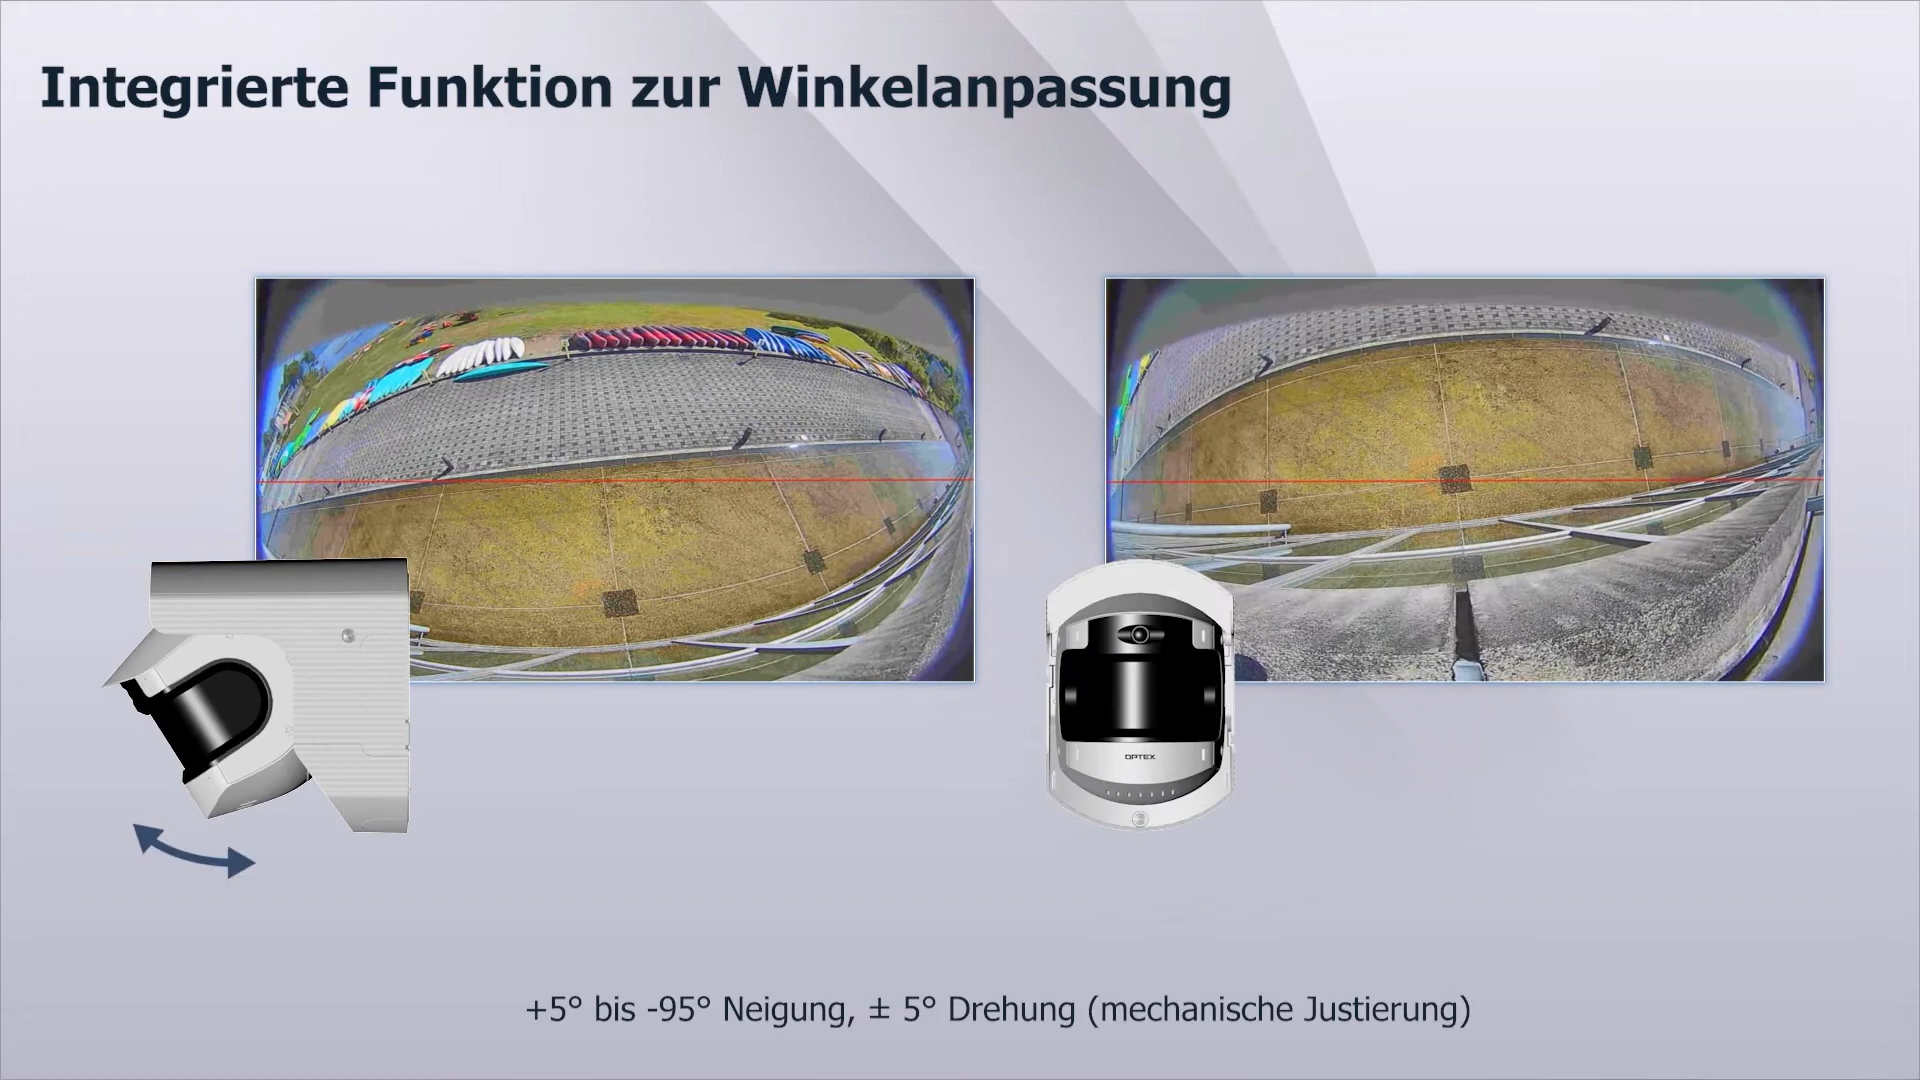 Integrierte Funktion zur Winkelanpassung
OPTEX
+5° bis -95° Neigung, ± 5° Drehung (mechanische Justierung)